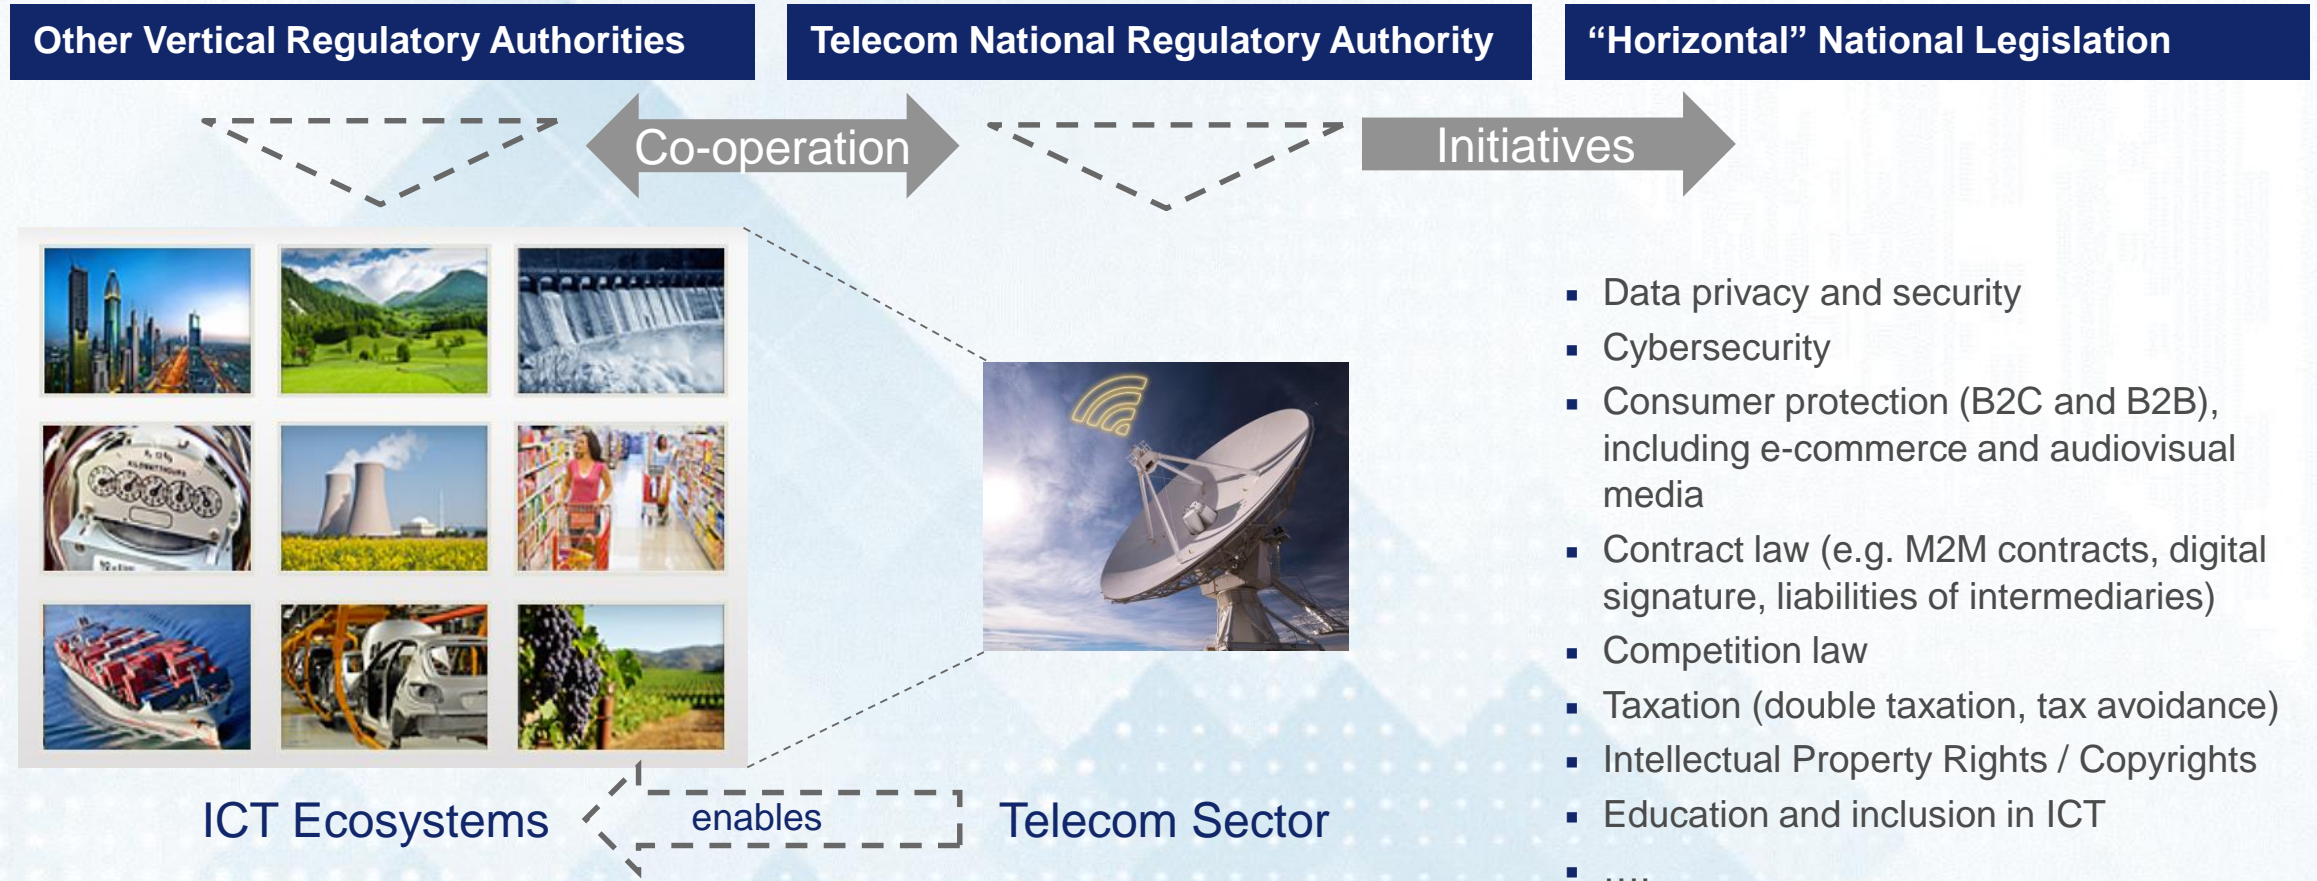 Other Vertical Regulatory Authorities
Telecom National Regulatory Authority
“Horizontal” National Legislation
Co-operation
Initiatives
KILOWATTHOURS
ICT Ecosystems
enables
Telecom Sector
▪ Data privacy and security
▪ Cybersecurity
▪ Consumer protection (B2C and B2B),
including e-commerce and audiovisual
media
▪ Contract law (e.g. M2M contracts, digital
signature, liabilities of intermediaries)
▪ Competition law
▪ Taxation (double taxation, tax avoidance)
▪ Intellectual Property Rights / Copyrights
▪ Education and inclusion in ICT
▪ ….